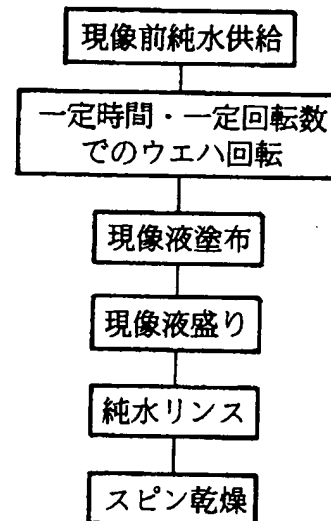 現像前純水供給
一定時間・一定回転数
でのウエハ回転
現像液塗布
現像液盛り
純水リンス
スピン乾燥